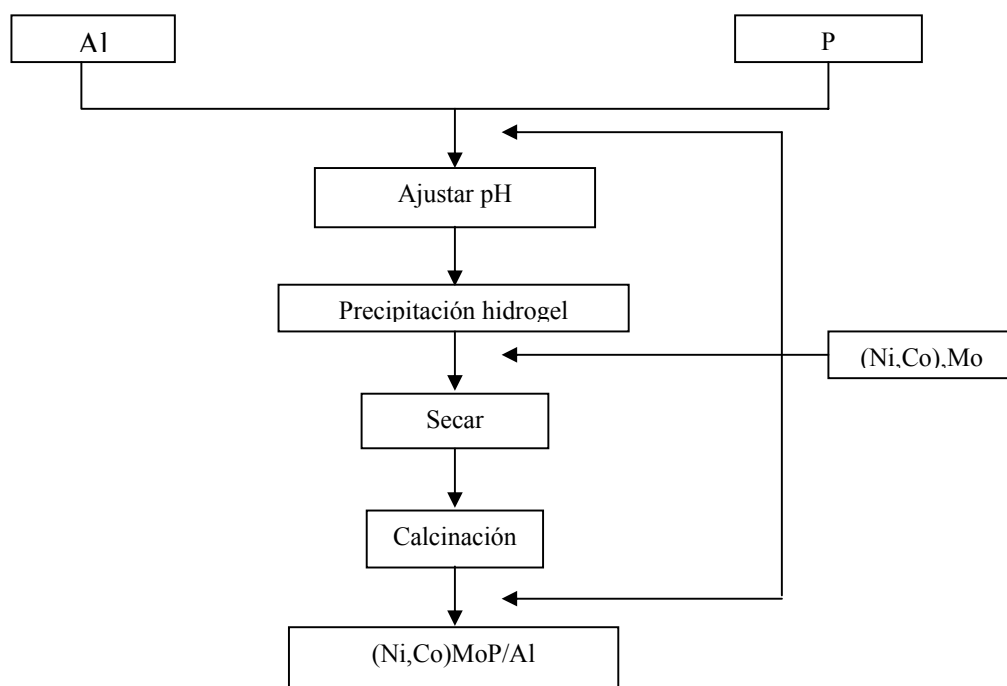 Al
P
Ajustar pH
Precipitación hidrogel
(Ni,Co),Mo
Secar
Calcinación
(Ni,Co)MoP/Al